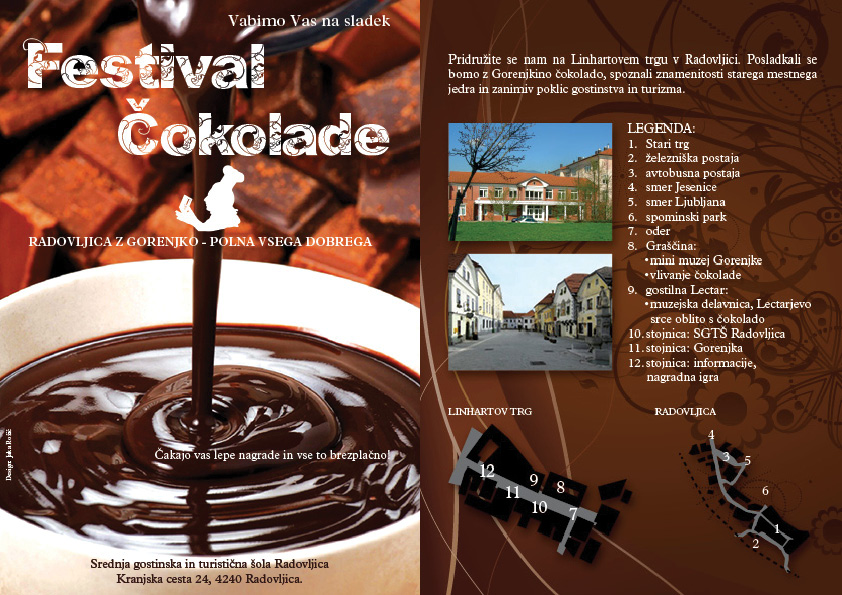 Vabimo Vas na sladek
Festival
Čokolade
RADOVLJICA Z GORENJKO - POLNA VSEGA DOBREGA
Čakajo vas lepe nagrade in vse to brezplačno!
Srednja gostinska in turistična šola Radovljica
Kranjska cesta 24, 4240 Radovljica.
Pridružite se nam na Linhartovem trgu v Radovljici. Posladkali se
bomo z Gorenjkino čokolado, spoznali znamenitosti starega mestnega
jedra in zanimiv poklic gostinstva in turizma.
LEGENDA:
1. Stari trg
2. železniška postaja
3. avtobusna postaja
4. smer Jesenice
5. smer Ljubljana
6. spominski park
7. oder
8. Graščina:
•mini muzej Gorenjke
•vlivanje čokolade
9. gostilna Lectar:
•muzejska delavnica, Lectarjevo
srce oblito s čokolado
10. stojnica: SGTŠ Radovljica
11. stojnica: Gorenjka
12. stojnica: informacije,
nagradna igra
LINHARTOV TRG
12
11
9
10
8
7
RADOVLJICA
4
3
5
6
1
2